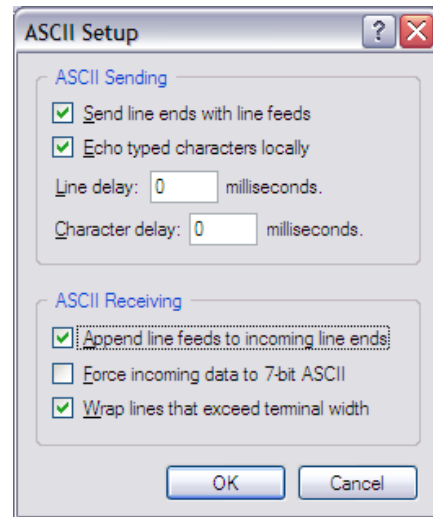 ASCII Setup
ASCII Sending
Send line ends with line feeds
Echo typed characters locally
Line delay: 0 milliseconds.
Character delay: 0 milliseconds.
ASCII Receiving
Append line feeds to incoming line ends
Force incoming data to 7-bit ASCII
Wrap lines that exceed terminal width
OK Cancel